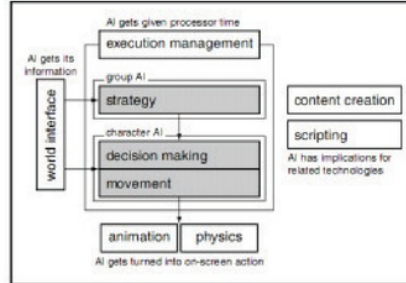 AI gets given processor time
execution management
AI gets its
information
group AI
strategy
world interface
character AI
decision making
movement
animation
physics
AI gets turned into on-screen action
content creation
scripting
AI has implications for
related technologies